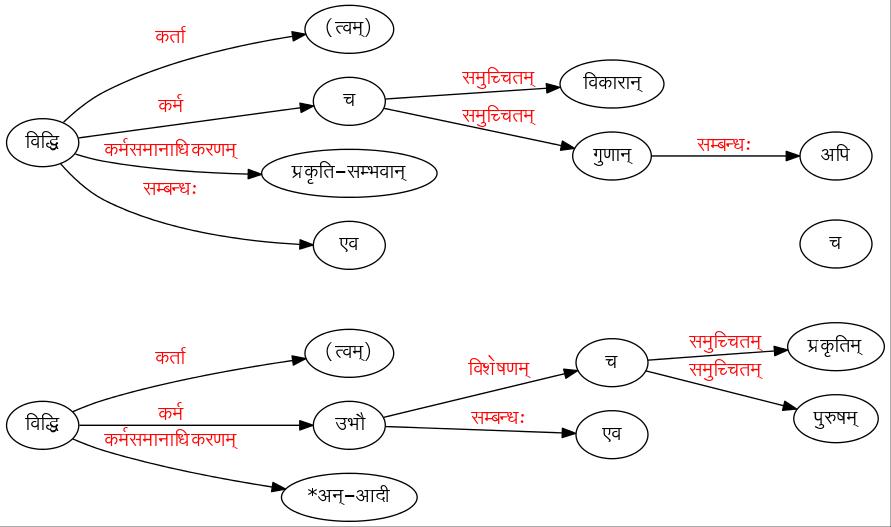 कर्ता
(त्वम्)
समुच्चितम्
विकारान्
कर्म
च
समुच्चितम्
विद्धि
कर्मसमानाधिकरणम्
गुणान्
सम्बन्धः
अपि
प्रकृति-सम्भवान्
सम्बन्धः
एव
च
कर्ता
(त्वम्)
विशेषणम्
च
समुच्चितम्
प्रकृतिम्
समुच्चितम्
विद्धि
कर्म
उभौ
सम्बन्धः
पुरुषम्
कर्मसमानाधिकरणम्
एव
*अन्-आदी